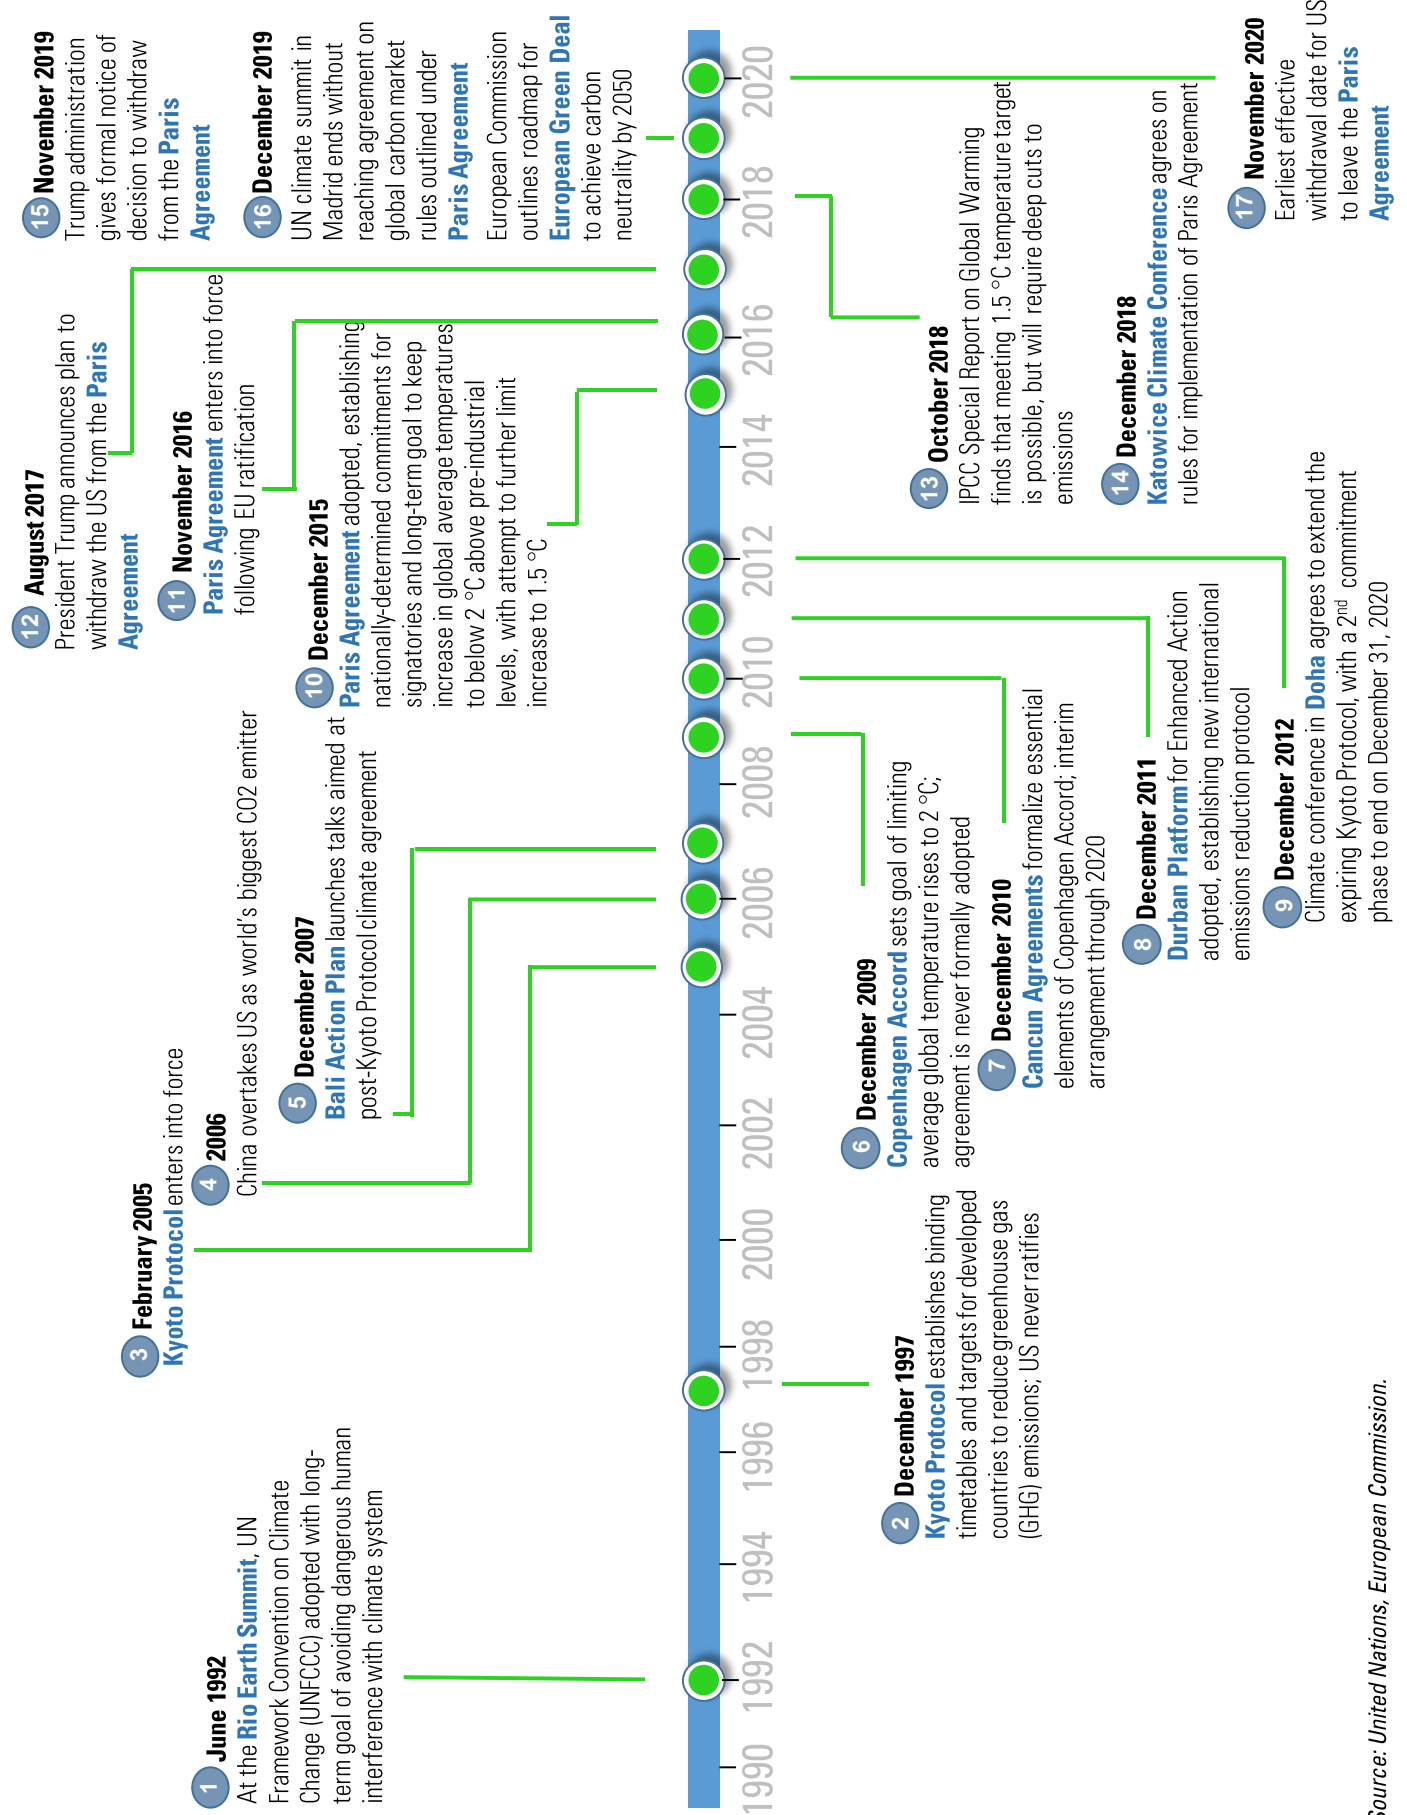 1 June 1992
At the Rio Earth Summit, UN
Framework Convention on Climate
Change (UNFCCC) adopted with long-
term goal of avoiding dangerous human
interference with climate system
3 February 2005
Kyoto Protocol enters into force
4 2006
China overtakes US as world's biggest CO2 emitter
5 December 2007
Bali Action Plan launches talks aimed at
post-Kyoto Protocol climate agreement
12 August 2017
President Trump announces plan to
withdraw the US from the Paris
Agreement
11 November 2016
Paris Agreement enters into force
following EU ratification
10 December 2015
Paris Agreement adopted, establishing
nationally-determined commitments for
signatories and long-term goal to keep
increase in global average temperatures
to below 2 °C above pre-industrial
levels, with attempt to further limit
increase to 1.5 °C
15 November 2019
Trump administration
gives formal notice of
decision to withdraw
from the Paris
Agreement
16 December 2019
UN climate summit in
Madrid ends without
reaching agreement on
global carbon market
rules outlined under
Paris Agreement
European Commission
outlines roadmap for
European Green Deal
to achieve carbon
neutrality by 2050
1990 1992 1994 1996 1998 2000 2002 2004 2006 2008 2010 2012 2014 2016 2018 2020
2 December 1997
Kyoto Protocol establishes binding
timetables and targets for developed
countries to reduce greenhouse gas
(GHG) emissions; US never ratifies
6 December 2009
Copenhagen Accord sets goal of limiting
average global temperature rises to 2 °C;
agreement is never formally adopted
7 December 2010
Cancun Agreements formalize essential
elements of Copenhagen Accord; interim
arrangement through 2020
8 December 2011
Durban Platform for Enhanced Action
adopted, establishing new international
emissions reduction protocol
9 December 2012
Climate conference in Doha agrees to extend the
expiring Kyoto Protocol, with a 2nd commitment
phase to end on December 31, 2020
13 October 2018
IPCC Special Report on Global Warming
finds that meeting 1.5 °C temperature target
is possible, but will require deep cuts to
emissions
14 December 2018
Katowice Climate Conference agrees on
rules for implementation of Paris Agreement
17 November 2020
Earliest effective
withdrawal date for US
to leave the Paris
Agreement
Source: United Nations, European Commission.